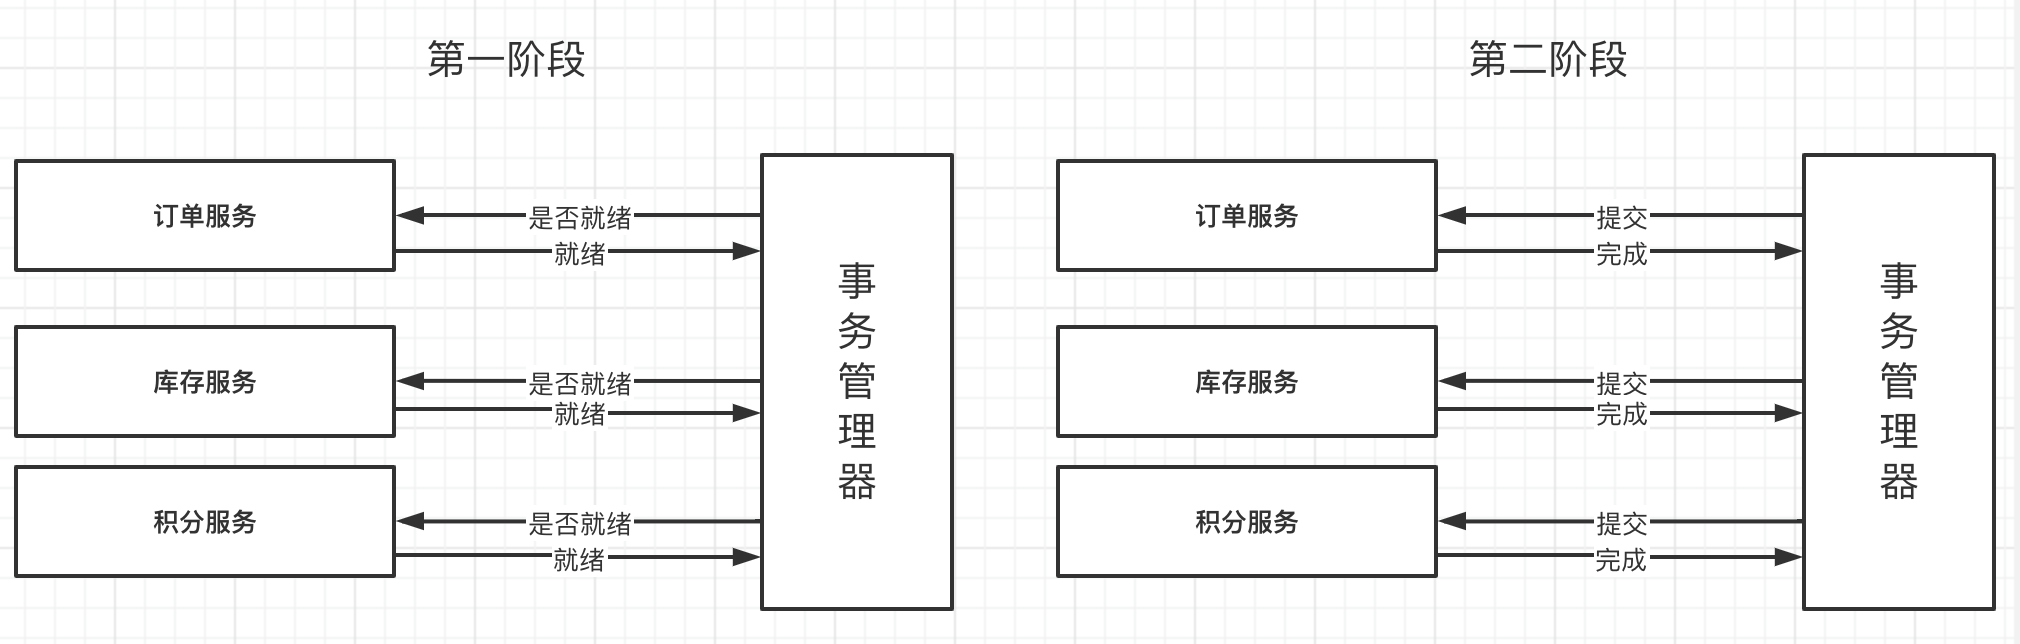 第一阶段
订单服务
是否就绪
就绪
库存服务
是否就绪
就绪
积分服务
是否就绪
就绪
事务管理器
第二阶段
订单服务
提交
完成
库存服务
提交
完成
积分服务
提交
完成
事务管理器